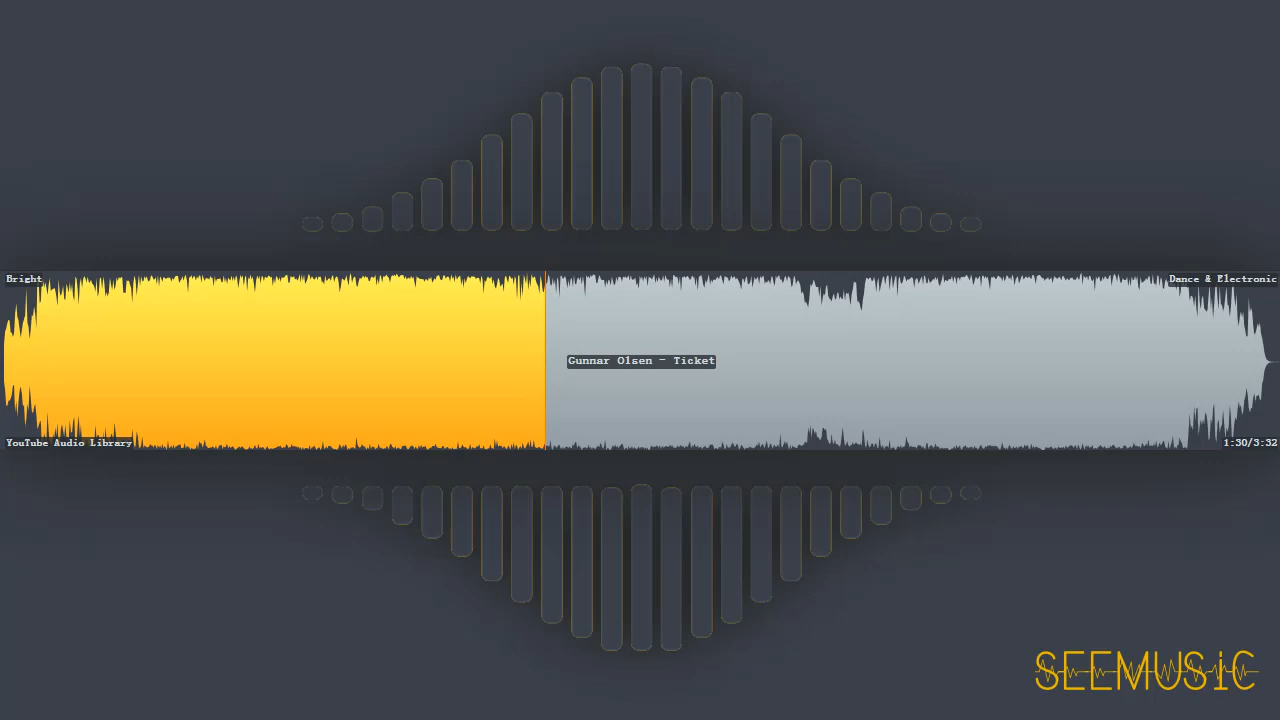 Bright
Dance & Electronic
Gunnar Olsen - Ticket
YouTube Audio Library
1:30/3:32
SEEMUSiC